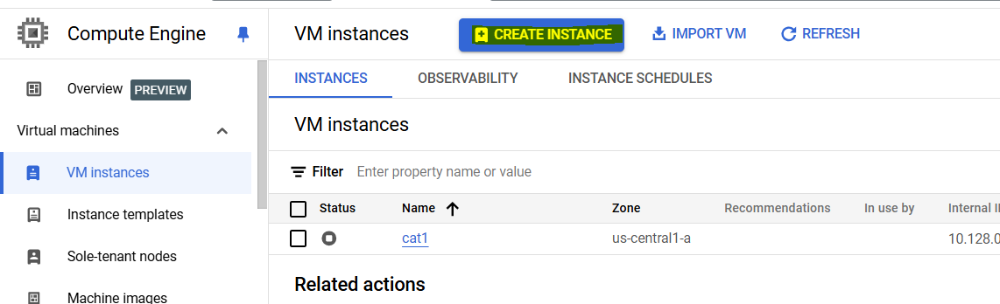 Compute Engine
VM instances CREATE INSTANCE IMPORT VM REFRESH
Overview PREVIEW
INSTANCES OBSERVABILITY INSTANCE SCHEDULES
Virtual machines
VM instances
VM instances
Filter Enter property name or value
Instance templates
Status Name Zone Recommendations In use by Internal
cat1 us-central1-a 10.128.0
Sole-tenant nodes
Related actions
Machine images